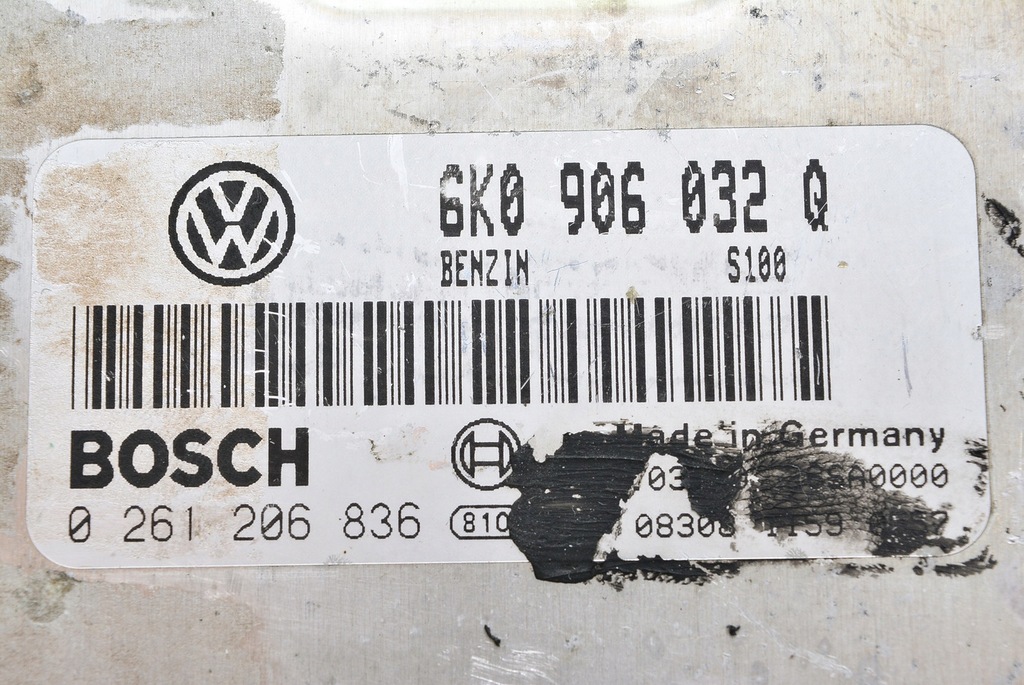 6K0 906 032 Q
BENZIN S100
BOSCH
Made in Germany
0 261 206 836